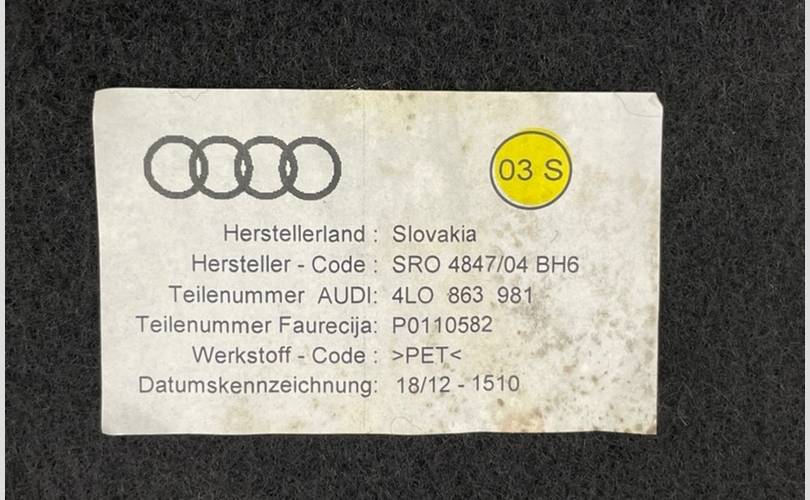 03 S
Herstellerland : Slovakia
Hersteller - Code : SRO 4847/04 BH6
Teilenummer AUDI: 4LO 863 981
Teilenummer Faurecija: P0110582
Werkstoff - Code : >PET<
Datumskennzeichnung: 18/12 - 1510